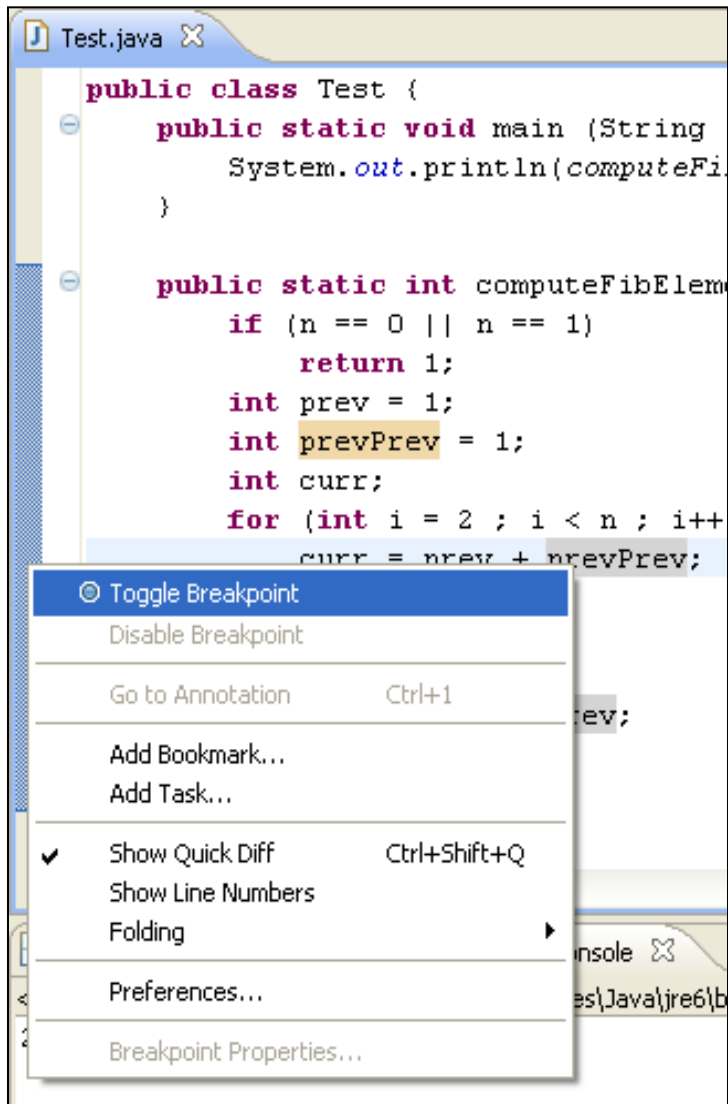 Test.java
public class Test {
public static void main (String
System.out.println(computeFi
}
public static int computeFibEleme
if (n == 0 || n == 1)
return 1;
int prev = 1;
int prevPrev = 1;
int curr;
for (int i = 2 ; i < n ; i++
curr = prev + prevPrev;
Toggle Breakpoint
Disable Breakpoint
Go to Annotation Ctrl+1
ev;
Add Bookmark...
Add Task...
Show Quick Diff Ctrl+Shift+Q
Show Line Numbers
Folding
nsole
Preferences...
es\Java\jre6\b
Breakpoint Properties...